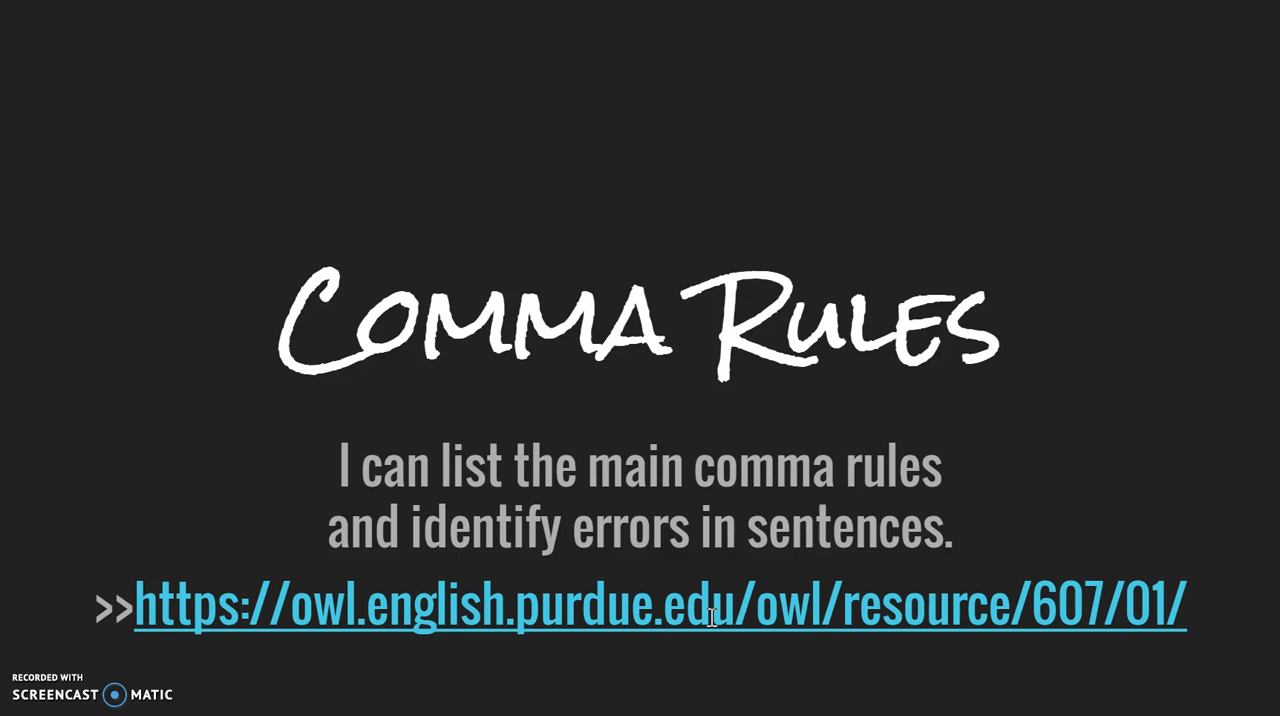 Comma Rules
I can list the main comma rules
and identify errors in sentences.
>>https://owl.english.purdue.edu/owl/resource/607/01/
RECORDED WITH
SCREENCAST MATIC